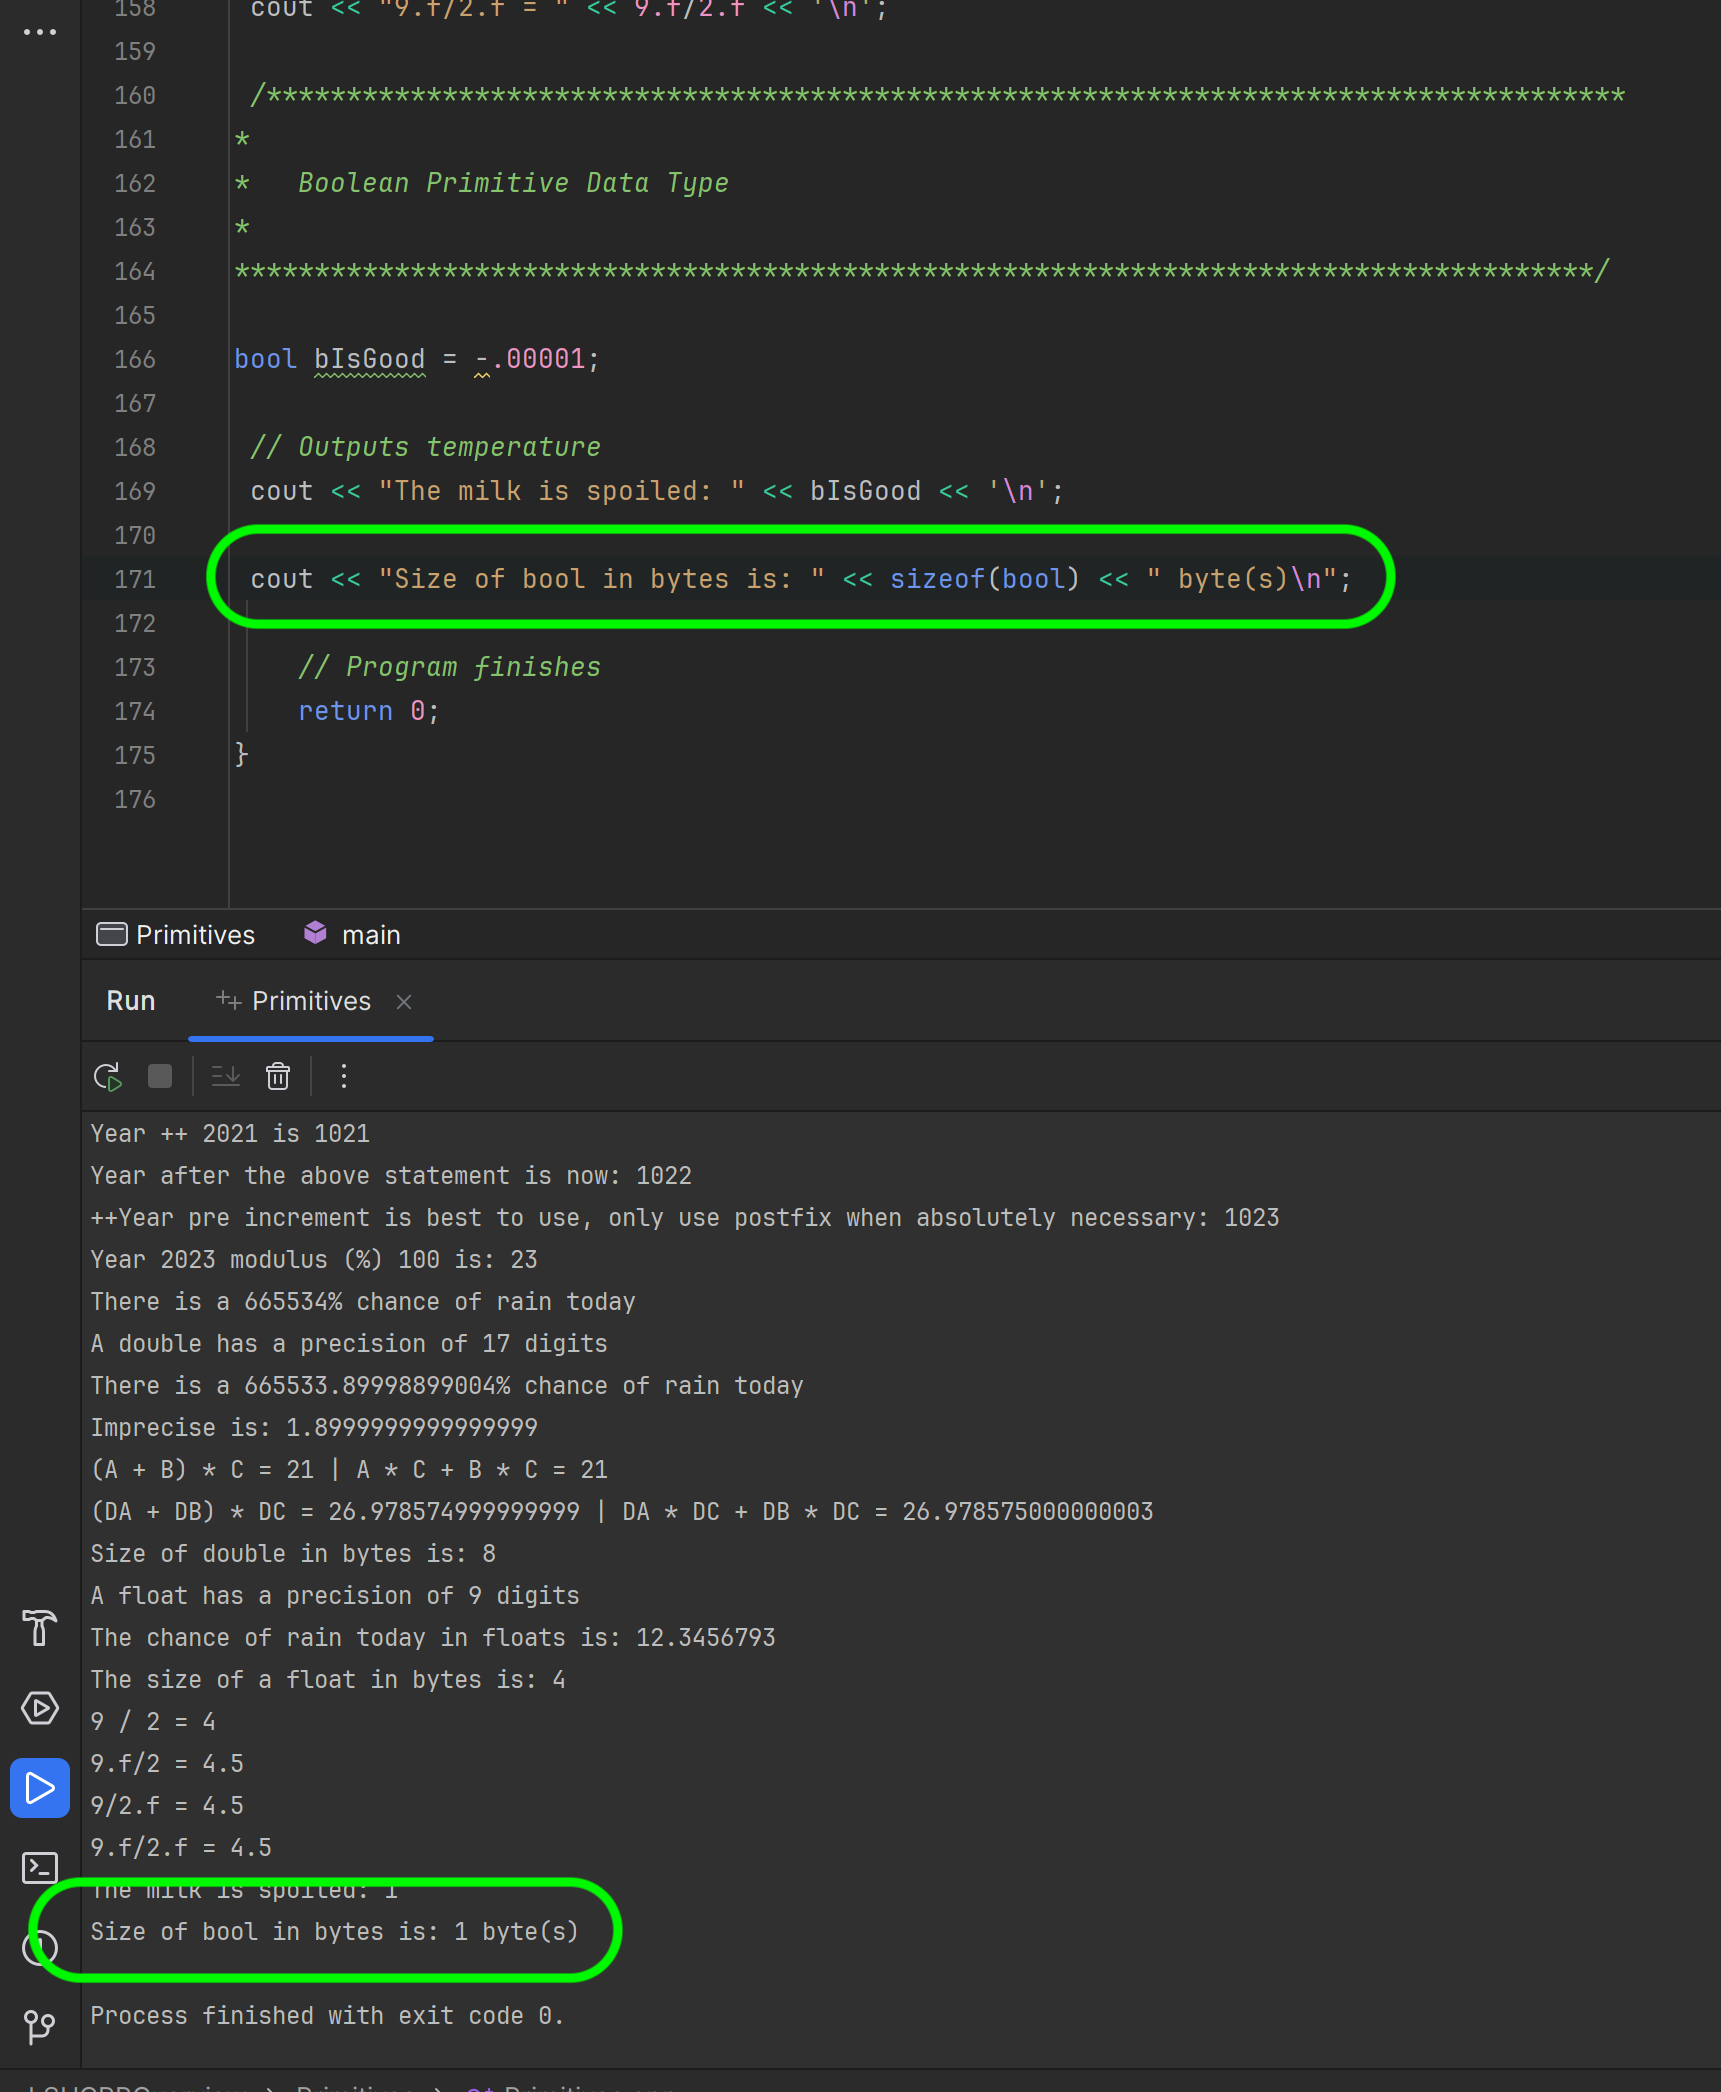 158 cout << "9.f/2.f = " << 9.f/2.f << '\n';
159
160 /*************************************************************************************
161 *
162 * Boolean Primitive Data Type
163 *
164 *************************************************************************************/
165
166 bool bIsGood = -.00001;
167
168 // Outputs temperature
169 cout << "The milk is spoiled: " << bIsGood << '\n';
170
171 cout << "Size of bool in bytes is: " << sizeof(bool) << " byte(s)\n";
172
173 // Program finishes
174 return 0;
175 }
176
Primitives main
Run Primitives
Year ++ 2021 is 1021
Year after the above statement is now: 1022
++Year pre increment is best to use, only use postfix when absolutely necessary: 1023
Year 2023 modulus (%) 100 is: 23
There is a 665534% chance of rain today
A double has a precision of 17 digits
There is a 665533.89998899004% chance of rain today
Imprecise is: 1.8999999999999999
(A + B) * C = 21 | A * C + B * C = 21
(DA + DB) * DC = 26.978574999999999 | DA * DC + DB * DC = 26.978575000000003
Size of double in bytes is: 8
A float has a precision of 9 digits
The chance of rain today in floats is: 12.3456793
The size of a float in bytes is: 4
9 / 2 = 4
9.f/2 = 4.5
9/2.f = 4.5
9.f/2.f = 4.5
The milk is spoiled: 1
Size of bool in bytes is: 1 byte(s)
Process finished with exit code 0.